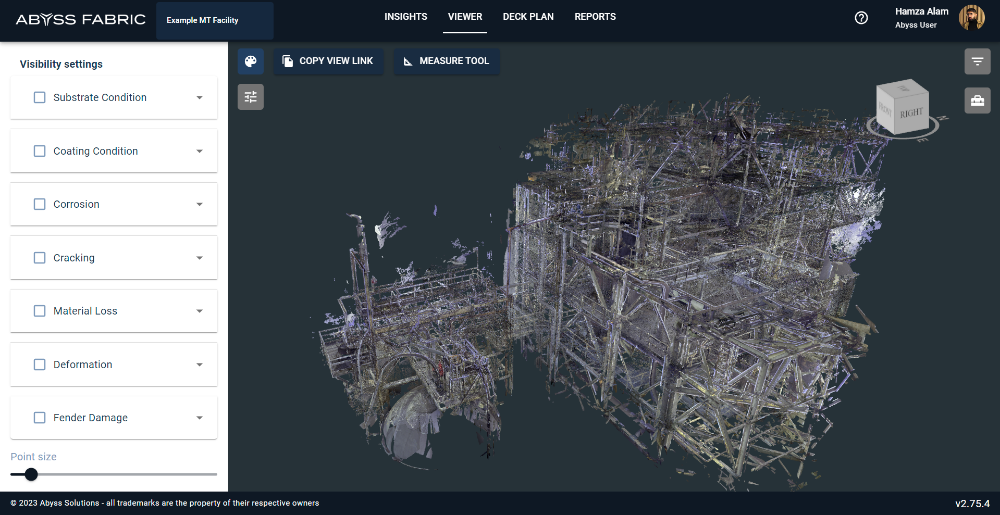 ABYSS FABRIC
Example MT Facility
INSIGHTS
VIEWER
DECK PLAN
REPORTS
Hamza Alam
Abyss User
Visibility settings
Substrate Condition
Coating Condition
Corrosion
Cracking
Material Loss
Deformation
Fender Damage
Point size
COPY VIEW LINK
MEASURE TOOL
TOP
FRONT
RIGHT
N
S
E
© 2023 Abyss Solutions - all trademarks are the property of their respective owners
v2.75.4